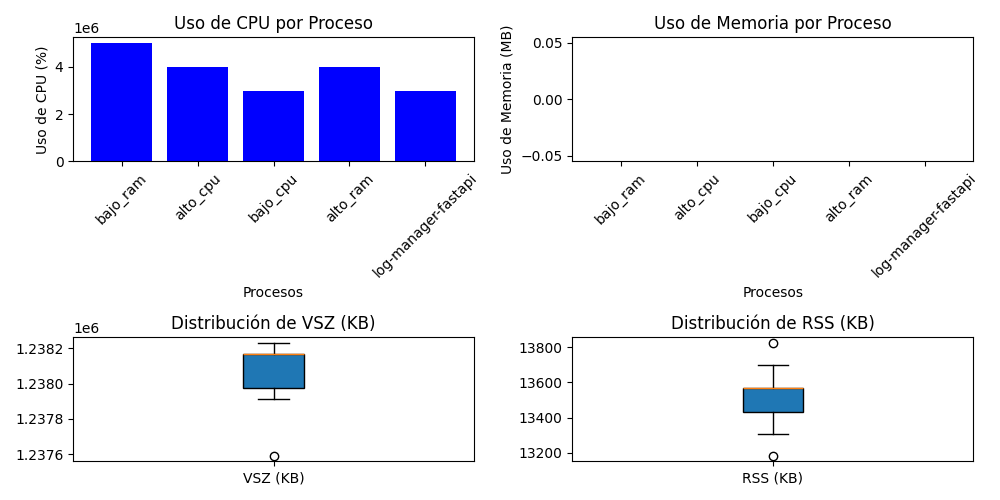 Uso de CPU por Proceso
1e6
Uso de CPU (%)
4
2
0
bajo_ram
alto_cpu
bajo_cpu
alto_ram
log-manager-fastapi
Procesos
Uso de Memoria por Proceso
Uso de Memoria (MB)
0.05
0.00
−0.05
bajo_ram
alto_cpu
bajo_cpu
alto_ram
log-manager-fastapi
Procesos
Distribución de VSZ (KB)
1e6
1.2382
1.2380
1.2378
1.2376
VSZ (KB)
Distribución de RSS (KB)
13800
13600
13400
13200
RSS (KB)